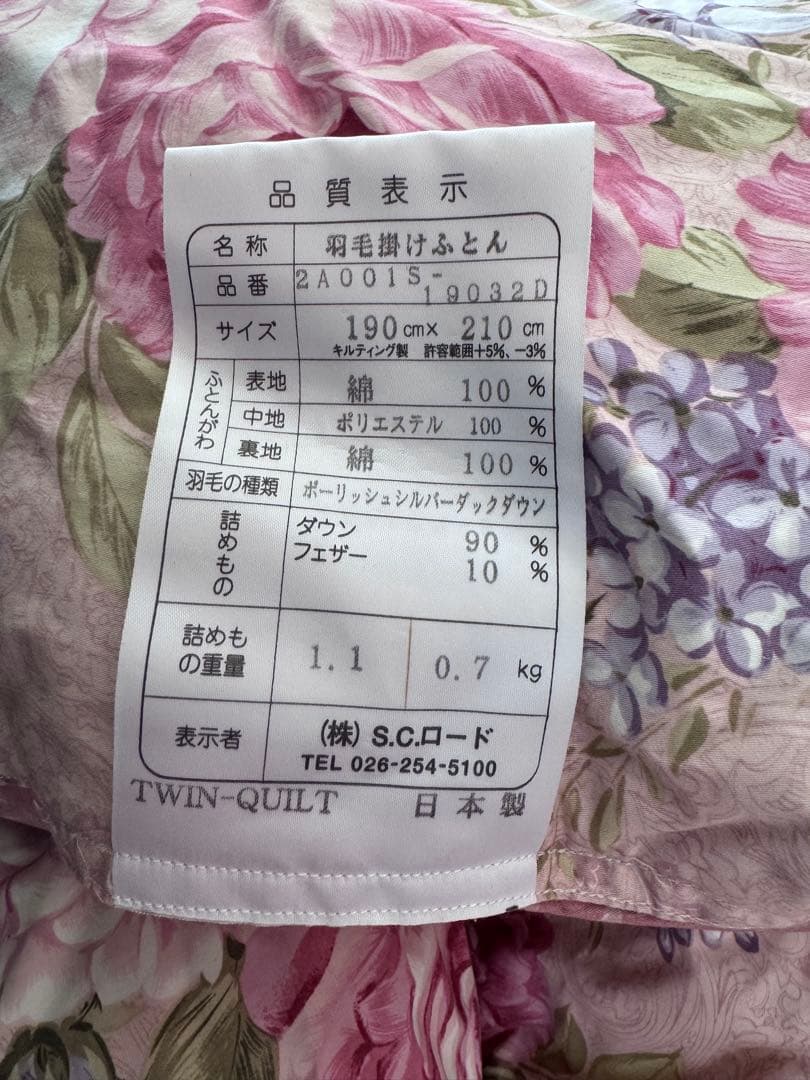 品質表示
名称 羽毛掛けふとん
品番 2A001S-
19032D
サイズ 190cm× 210cm
キルティング製 許容範囲+5%、-3%
ふとんがわ
表地 綿 100 %
中地 ポリエステル 100 %
裏地 綿 100 %
羽毛の種類 ポーリッシュシルバーダックダウン
詰めもの
ダウン 90 %
フェザー 10 %
詰めもの重量 1.1 0.7 kg
表示者 (株) S.C.ロード
TEL 026-254-5100
TWIN-QUILT 日本製